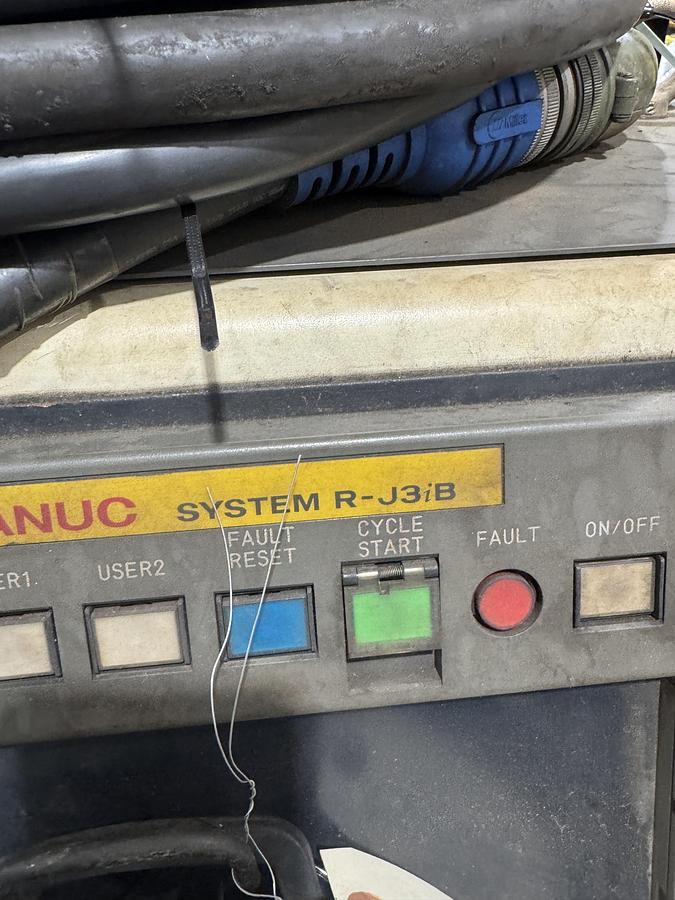 Miller
ANUC SYSTEM R-J3iB
ER1.
USER2
FAULT
RESET
CYCLE
START
FAULT
ON/OFF